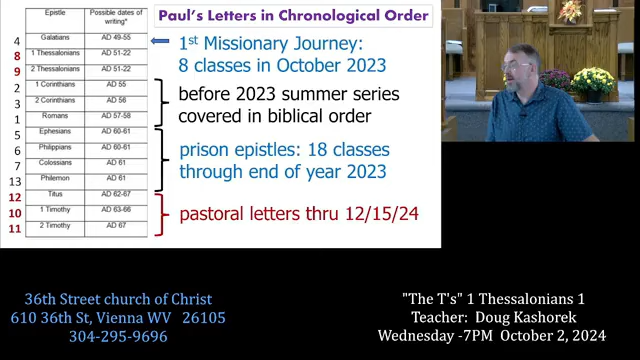 Paul's Letters in Chronological Order
Epistle Possible dates of writing*
4 Galatians AD 49-55
8 1 Thessalonians AD 51-22
9 2 Thessalonians AD 51-22
2 1 Corinthians AD 55
3 2 Corinthians AD 56
1 Romans AD 57-58
5 Ephesians AD 60-61
6 Philippians AD 60-61
7 Colossians AD 61
13 Philemon AD 61
12 Titus AD 62-67
10 1 Timothy AD 63-66
11 2 Timothy AD 67
1st Missionary Journey:
8 classes in October 2023
before 2023 summer series
covered in biblical order
prison epistles: 18 classes
through end of year 2023
pastoral letters thru 12/15/24
36th Street church of Christ
610 36th St, Vienna WV 26105
304-295-9696
"The T's" 1 Thessalonians 1
Teacher: Doug Kashorek
Wednesday -7PM October 2, 2024